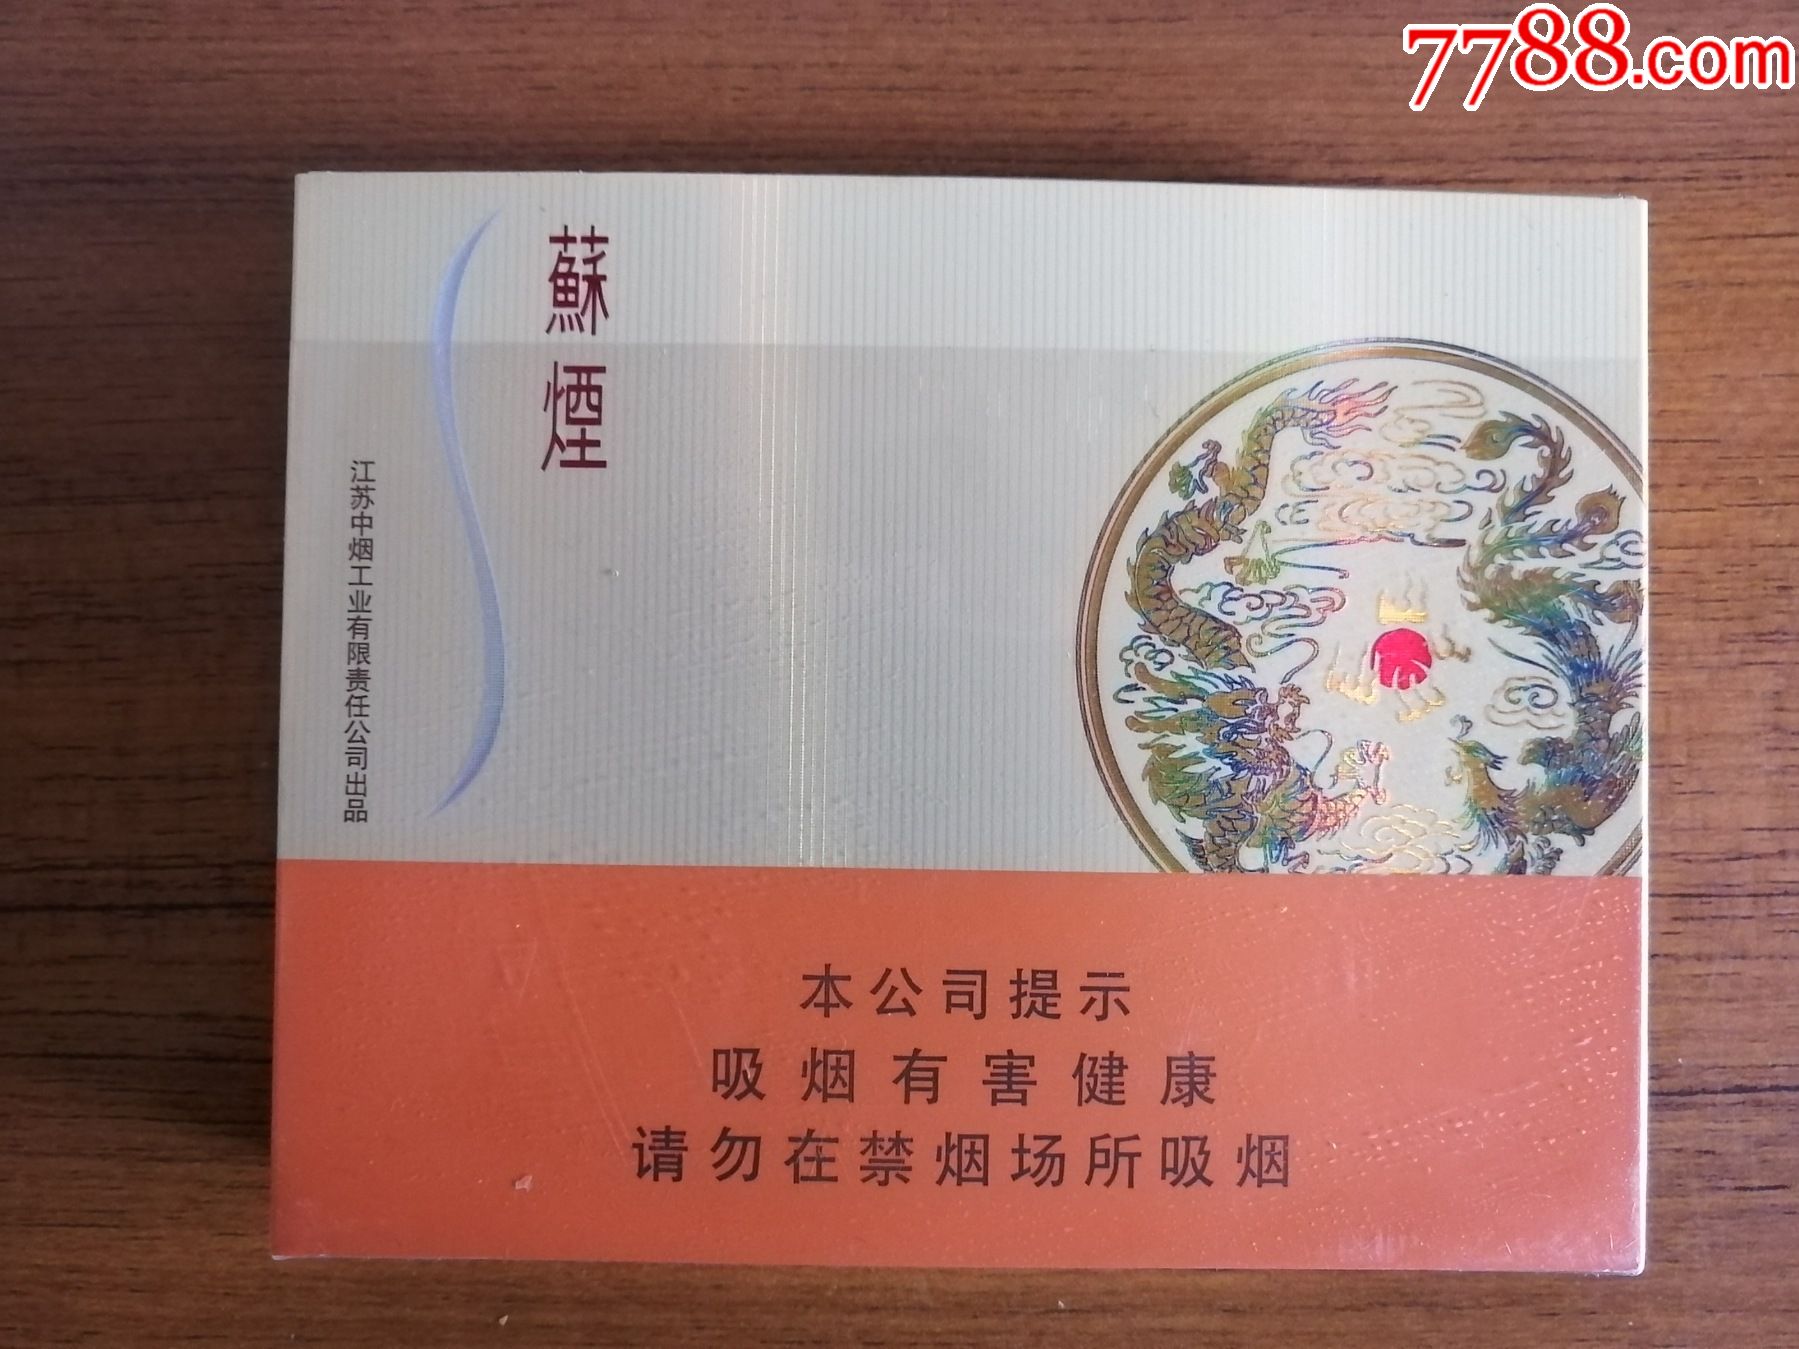 7788.com
蘇煙
江苏中烟工业有限责任公司出品
本公司提示
吸烟有害健康
请勿在禁烟场所吸烟